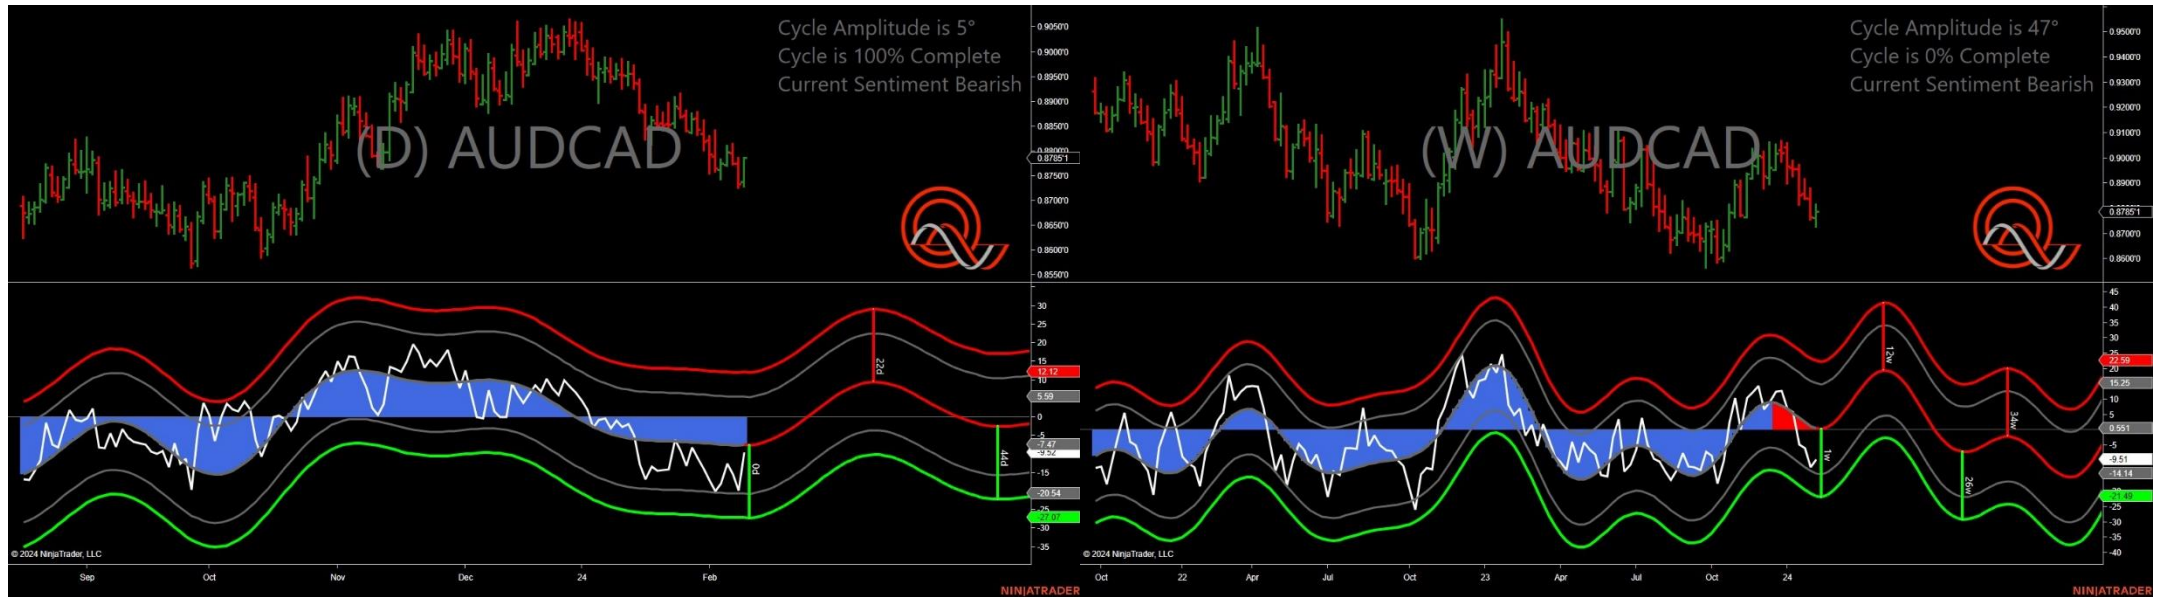 Cycle Amplitude is 5°
Cycle is 100% Complete
Current Sentiment Bearish
(D) AUDCAD
0.9050'0
0.9000'0
0.8950'0
0.8900'0
0.8850'0
0.8800'0
0.8785'1
0.8750'0
0.8700'0
0.8650'0
0.8600'0
0.8550'0
30
25
20
15
12.12
10
5.59
0
-5
-7.47
-9.52
-15
-20.54
-25
-27.07
-30
-35
22d
0d
44d
© 2024 NinjaTrader, LLC
Sep Oct Nov Dec 24 Feb
NINJATRADER
Cycle Amplitude is 47°
Cycle is 0% Complete
Current Sentiment Bearish
(W) AUDCAD
0.9500'0
0.9400'0
0.9300'0
0.9200'0
0.9100'0
0.9000'0
0.8900'0
0.8785'1
0.8700'0
0.8600'0
45
40
35
30
25
22.59
20
15.25
10
5
0.551
-5
-9.51
-14.14
-21.49
-25
-30
-35
-40
12w
34w
1w
26w
© 2024 NinjaTrader, LLC
Oct 22 Apr Jul Oct 23 Apr Jul Oct 24
NINJATRADER